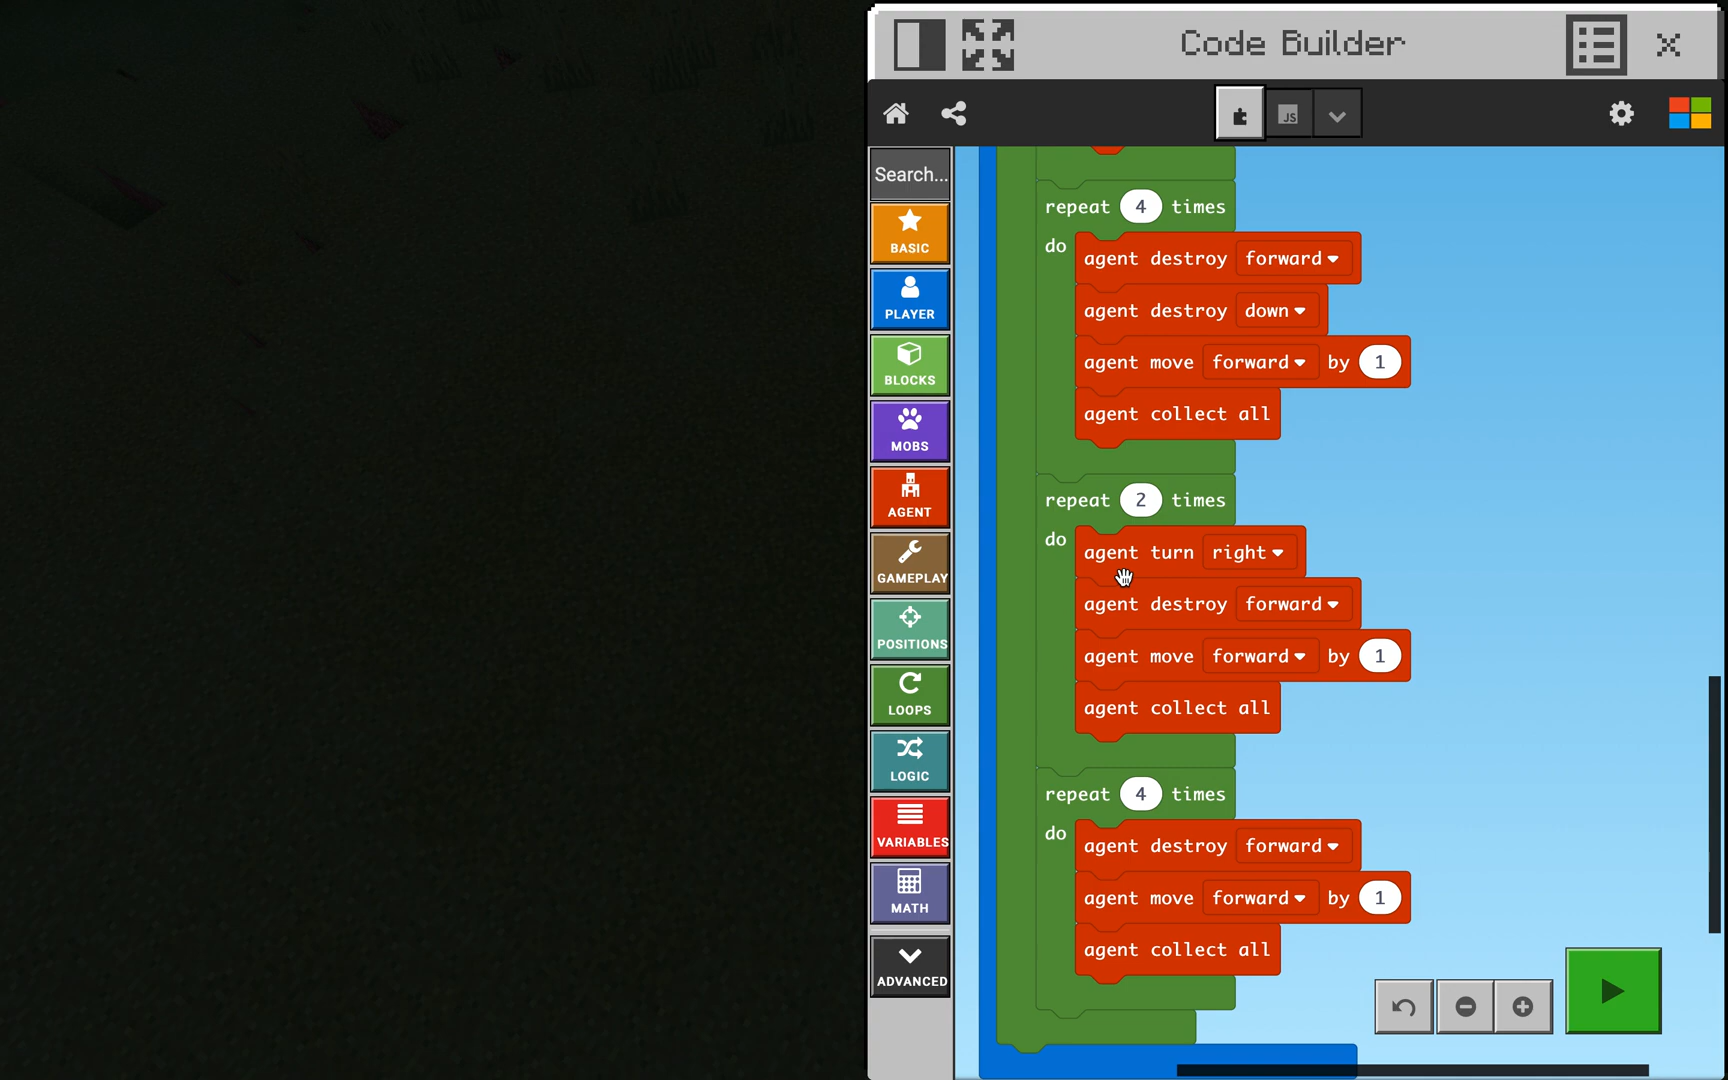 Code Builder
JS
Search...
BASIC
PLAYER
BLOCKS
MOBS
AGENT
GAMEPLAY
POSITIONS
LOOPS
LOGIC
VARIABLES
MATH
ADVANCED
repeat 4 times
do
agent destroy forward
agent destroy down
agent move forward by 1
agent collect all
repeat 2 times
do
agent turn right
agent destroy forward
agent move forward by 1
agent collect all
repeat 4 times
do
agent destroy forward
agent move forward by 1
agent collect all